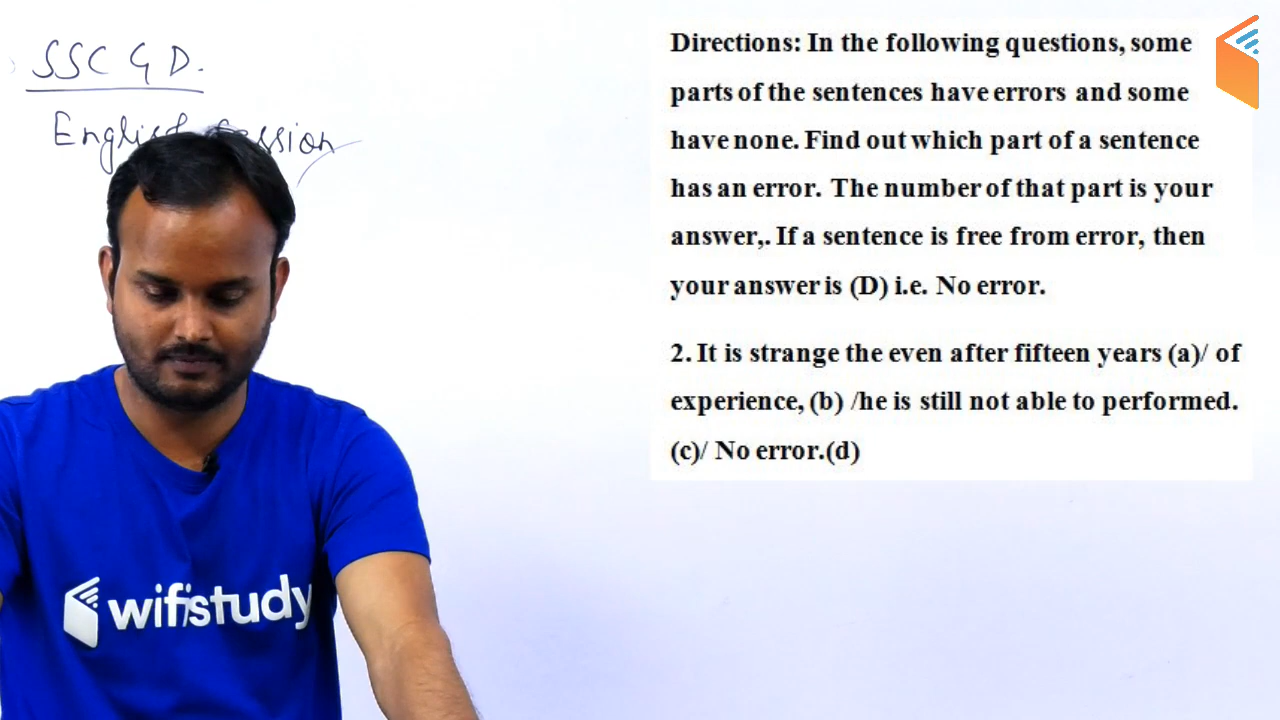 SSC G D.
English Session
Directions: In the following questions, some
parts of the sentences have errors and some
have none. Find out which part of a sentence
has an error. The number of that part is your
answer,. If a sentence is free from error, then
your answer is (D) i.e. No error.
2. It is strange the even after fifteen years (a)/ of
experience, (b) /he is still not able to performed.
(c)/ No error.(d)
wifistudy